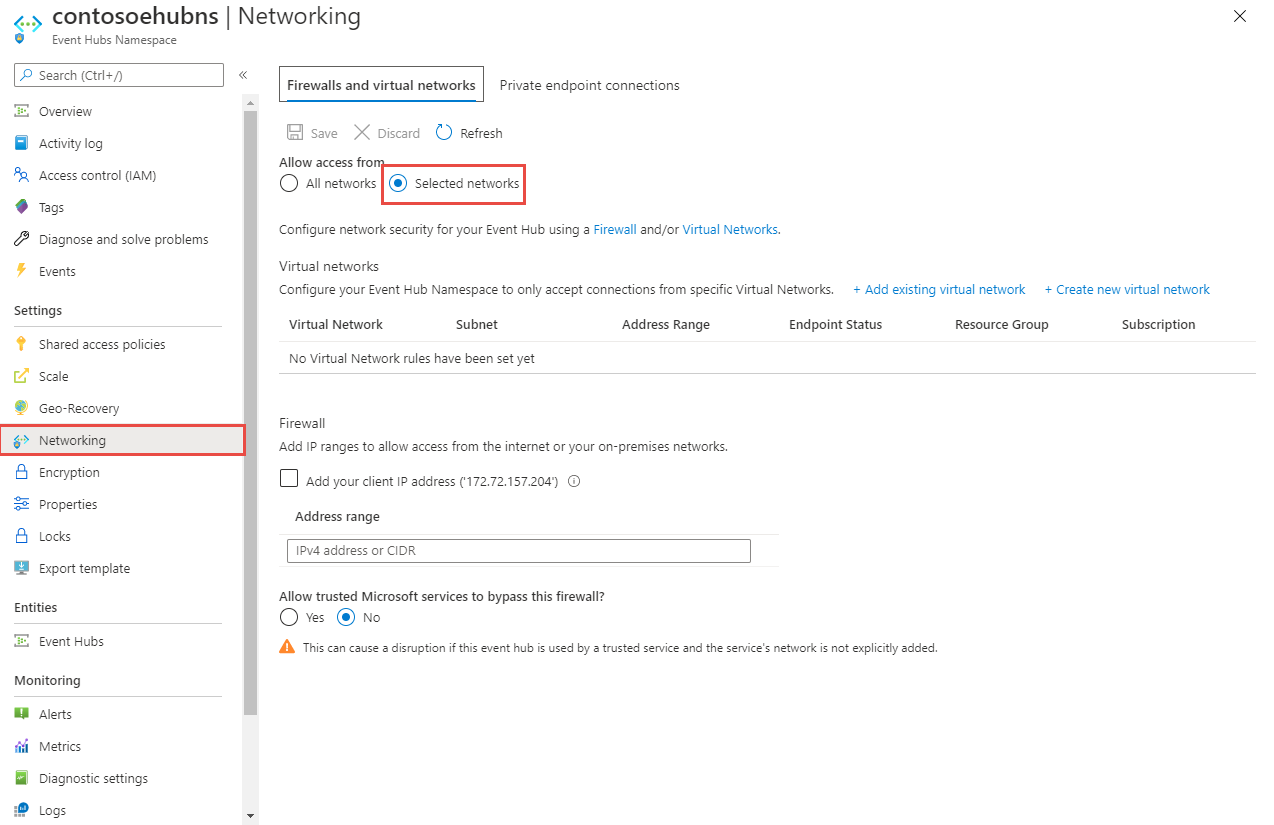 contosoehubns | Networking
Event Hubs Namespace
Search (Ctrl+/)
«
Overview
Activity log
Access control (IAM)
Tags
Diagnose and solve problems
Events
Settings
Shared access policies
Scale
Geo-Recovery
Networking
Encryption
Properties
Locks
Export template
Entities
Event Hubs
Monitoring
Alerts
Metrics
Diagnostic settings
Logs
Firewalls and virtual networks Private endpoint connections
Save Discard Refresh
Allow access from
All networks Selected networks
Configure network security for your Event Hub using a Firewall and/or Virtual Networks.
Virtual networks
Configure your Event Hub Namespace to only accept connections from specific Virtual Networks. + Add existing virtual network + Create new virtual network
Virtual Network Subnet Address Range Endpoint Status Resource Group Subscription
No Virtual Network rules have been set yet
Firewall
Add IP ranges to allow access from the internet or your on-premises networks.
Add your client IP address ('172.72.157.204')
Address range
IPv4 address or CIDR
Allow trusted Microsoft services to bypass this firewall?
Yes No
This can cause a disruption if this event hub is used by a trusted service and the service's network is not explicitly added.